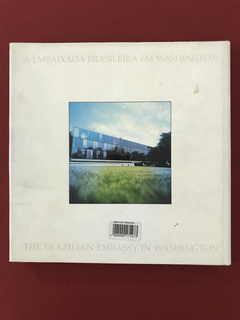 A EMBAIXADA BRASILEIRA EM WASHINGTON
THE BRAZILIAN EMBASSY IN WASHINGTON